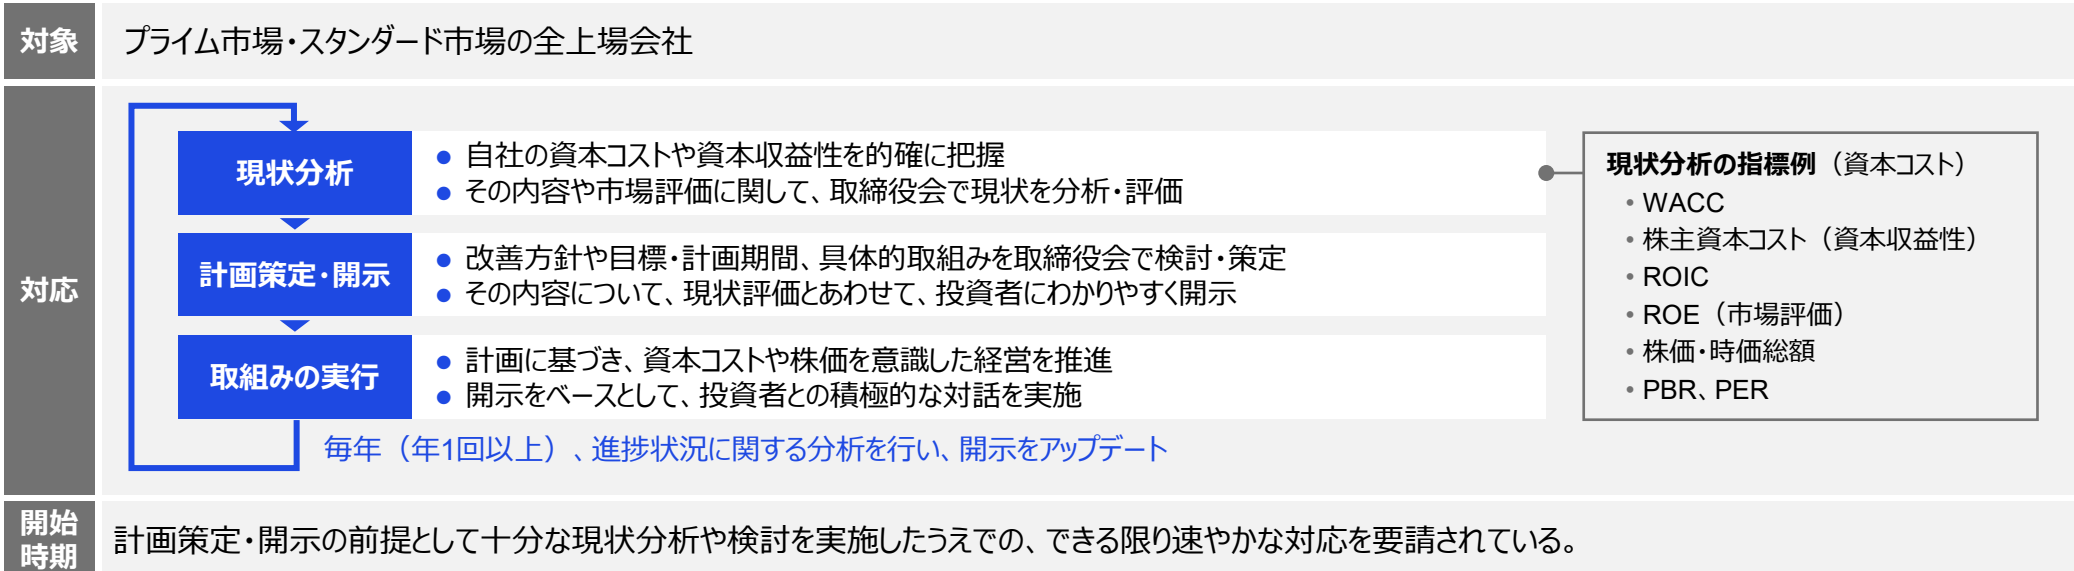 対象
プライム市場・スタンダード市場の全上場会社
対応
現状分析
● 自社の資本コストや資本収益性を的確に把握
● その内容や市場評価に関して、取締役会で現状を分析・評価
計画策定・開示
● 改善方針や目標・計画期間、具体的取組みを取締役会で検討・策定
● その内容について、現状評価とあわせて、投資者にわかりやすく開示
取組みの実行
● 計画に基づき、資本コストや株価を意識した経営を推進
● 開示をベースとして、投資者との積極的な対話を実施
毎年（年1回以上）、進捗状況に関する分析を行い、開示をアップデート
現状分析の指標例（資本コスト）
・WACC
・株主資本コスト（資本収益性）
・ROIC
・ROE（市場評価）
・株価・時価総額
・PBR、PER
開始
時期
計画策定・開示の前提として十分な現状分析や検討を実施したうえでの、できる限り速やかな対応を要請されている。